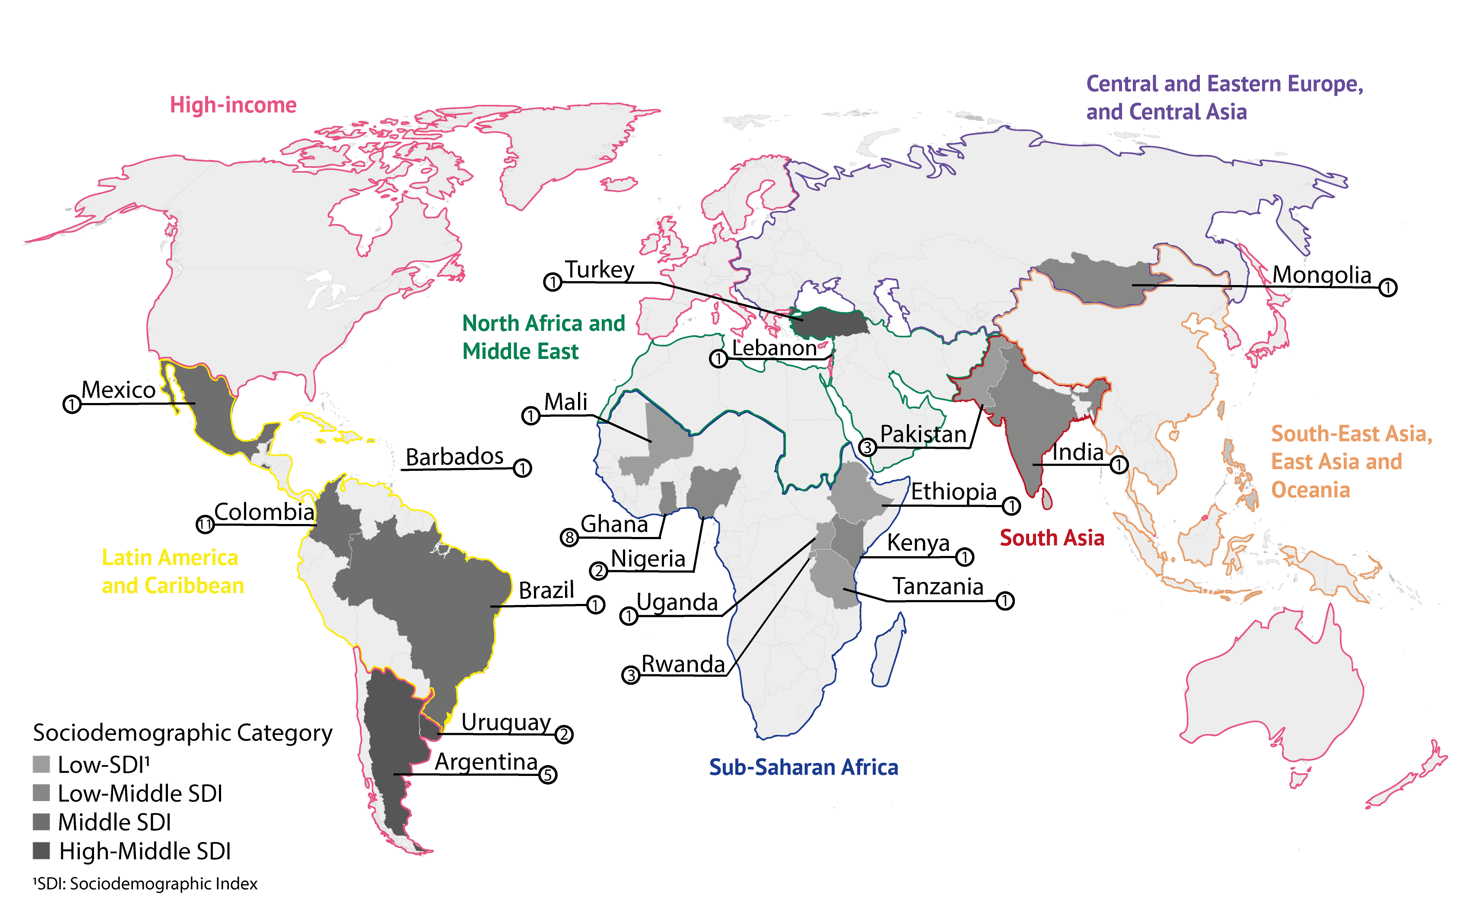 High-income
Central and Eastern Europe,
and Central Asia
Turkey
1
Mongolia
1
North Africa and
Middle East
Lebanon
1
Mexico
1
Mali
1
Pakistan
3
South-East Asia,
East Asia and
Oceania
India
1
Barbados
1
Ethiopia
1
Colombia
11
Ghana
8
South Asia
Kenya
1
Latin America
and Caribbean
Nigeria
2
Brazil
1
Uganda
1
Tanzania
1
Rwanda
3
Uruguay
2
Argentina
5
Sub-Saharan Africa
Sociodemographic Category
Low-SDI¹
Low-Middle SDI
Middle SDI
High-Middle SDI
¹SDI: Sociodemographic Index